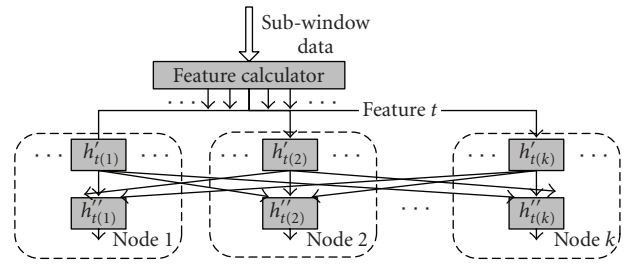 Sub-window
data
Feature calculator
· · · · · ·
Feature t
· · · h′t(1) · · · · · · h′t(2) · · · · · · h′t(k) · · ·
h″t(1) h″t(2) · · · h″t(k)
Node 1 Node 2 Node k